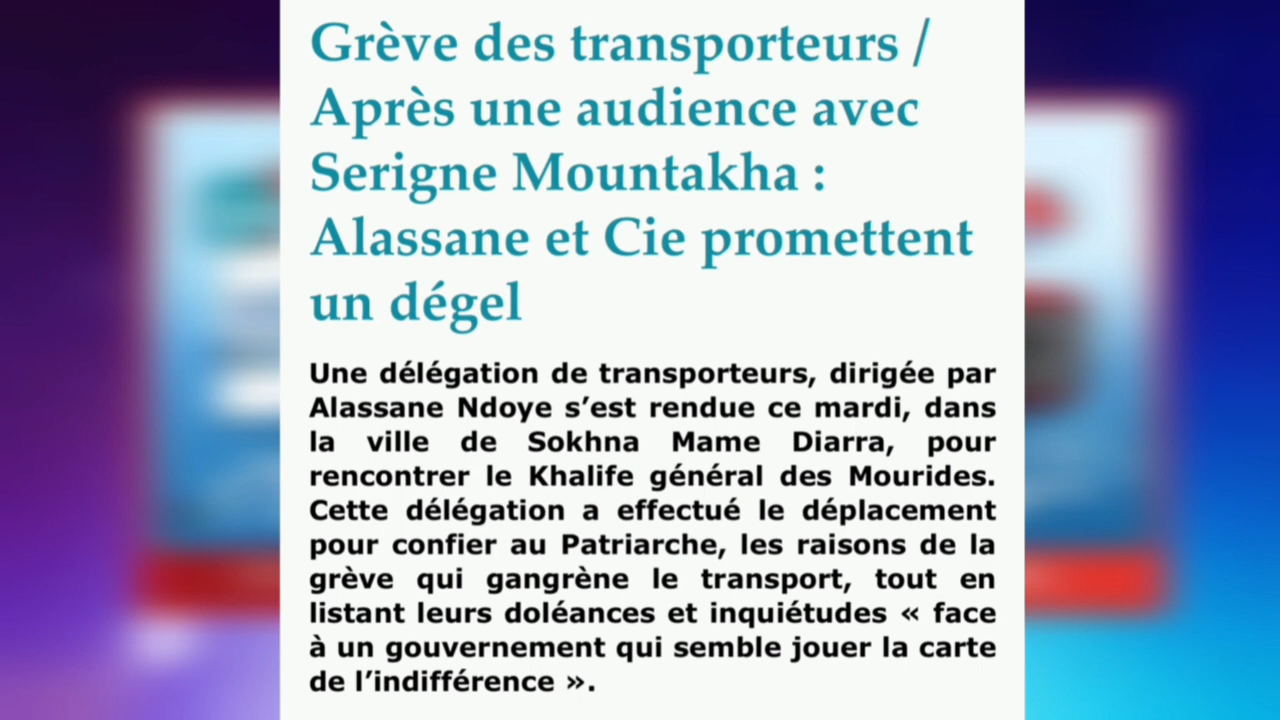 Grève des transporteurs /
Après une audience avec
Serigne Mountakha :
Alassane et Cie promettent
un dégel
Une délégation de transporteurs, dirigée par
Alassane Ndoye s’est rendue ce mardi, dans
la ville de Sokhna Mame Diarra, pour
rencontrer le Khalife général des Mourides.
Cette délégation a effectué le déplacement
pour confier au Patriarche, les raisons de la
grève qui gangrène le transport, tout en
listant leurs doléances et inquiétudes « face
à un gouvernement qui semble jouer la carte
de l’indifférence ».